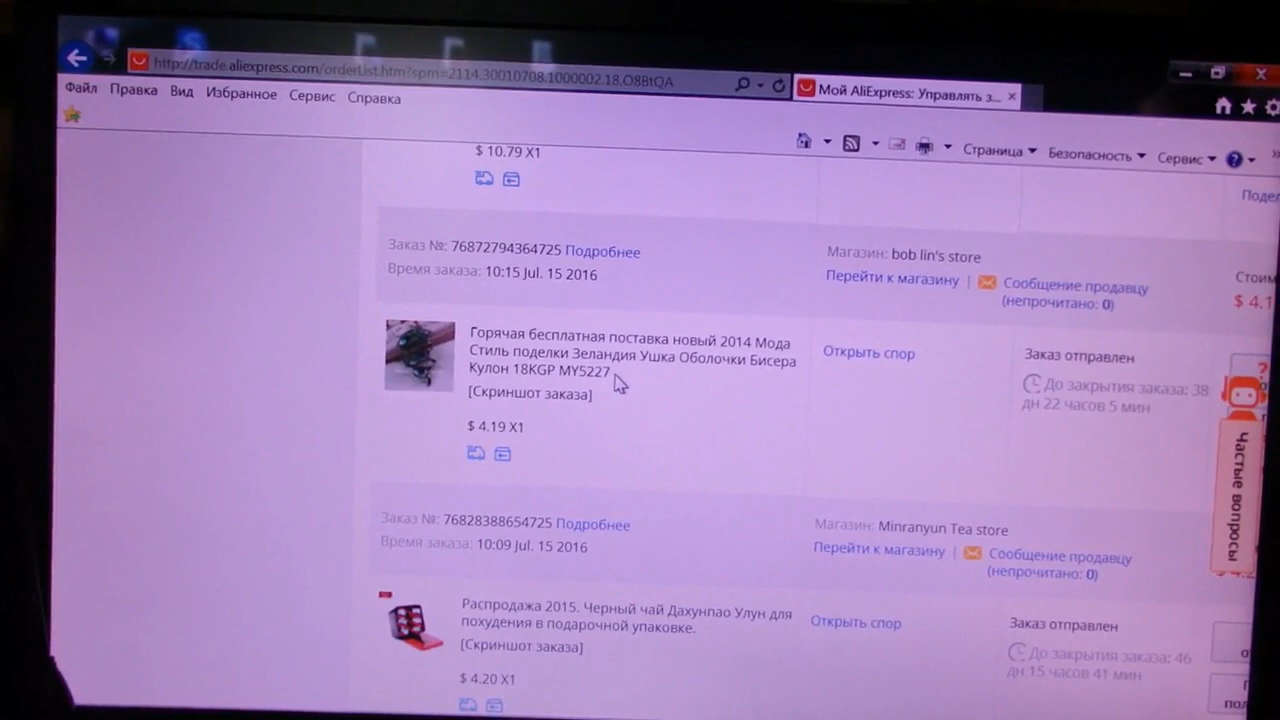 http://trade.aliexpress.com/orderList.htm?spm=2114.30010708.1000002.18.O8BtQA
Мой AliExpress: Управлять з...
Файл Правка Вид Избранное Сервис Справка
Страница Безопасность Сервис
$ 10.79 X1
Заказ №: 76872794364725 Подробнее
Время заказа: 10:15 Jul. 15 2016
Магазин: bob lin's store
Перейти к магазину | Сообщение продавцу
(непрочитано: 0)
$ 4.1
Горячая бесплатная поставка новый 2014 Мода
Стиль поделки Зеландия Ушка Оболочки Бисера
Кулон 18KGP MY5227
[Скриншот заказа]
$ 4.19 X1
Открыть спор
Заказ отправлен
До закрытия заказа: 38
дн 22 часов 5 мин
Частые вопросы
Заказ №: 76828388654725 Подробнее
Время заказа: 10:09 Jul. 15 2016
Магазин: Minranyun Tea store
Перейти к магазину | Сообщение продавцу
(непрочитано: 0)
Распродажа 2015. Черный чай Дахунпао Улун для
похудения в подарочной упаковке.
[Скриншот заказа]
$ 4.20 X1
Открыть спор
Заказ отправлен
До закрытия заказа: 46
дн 15 часов 41 мин